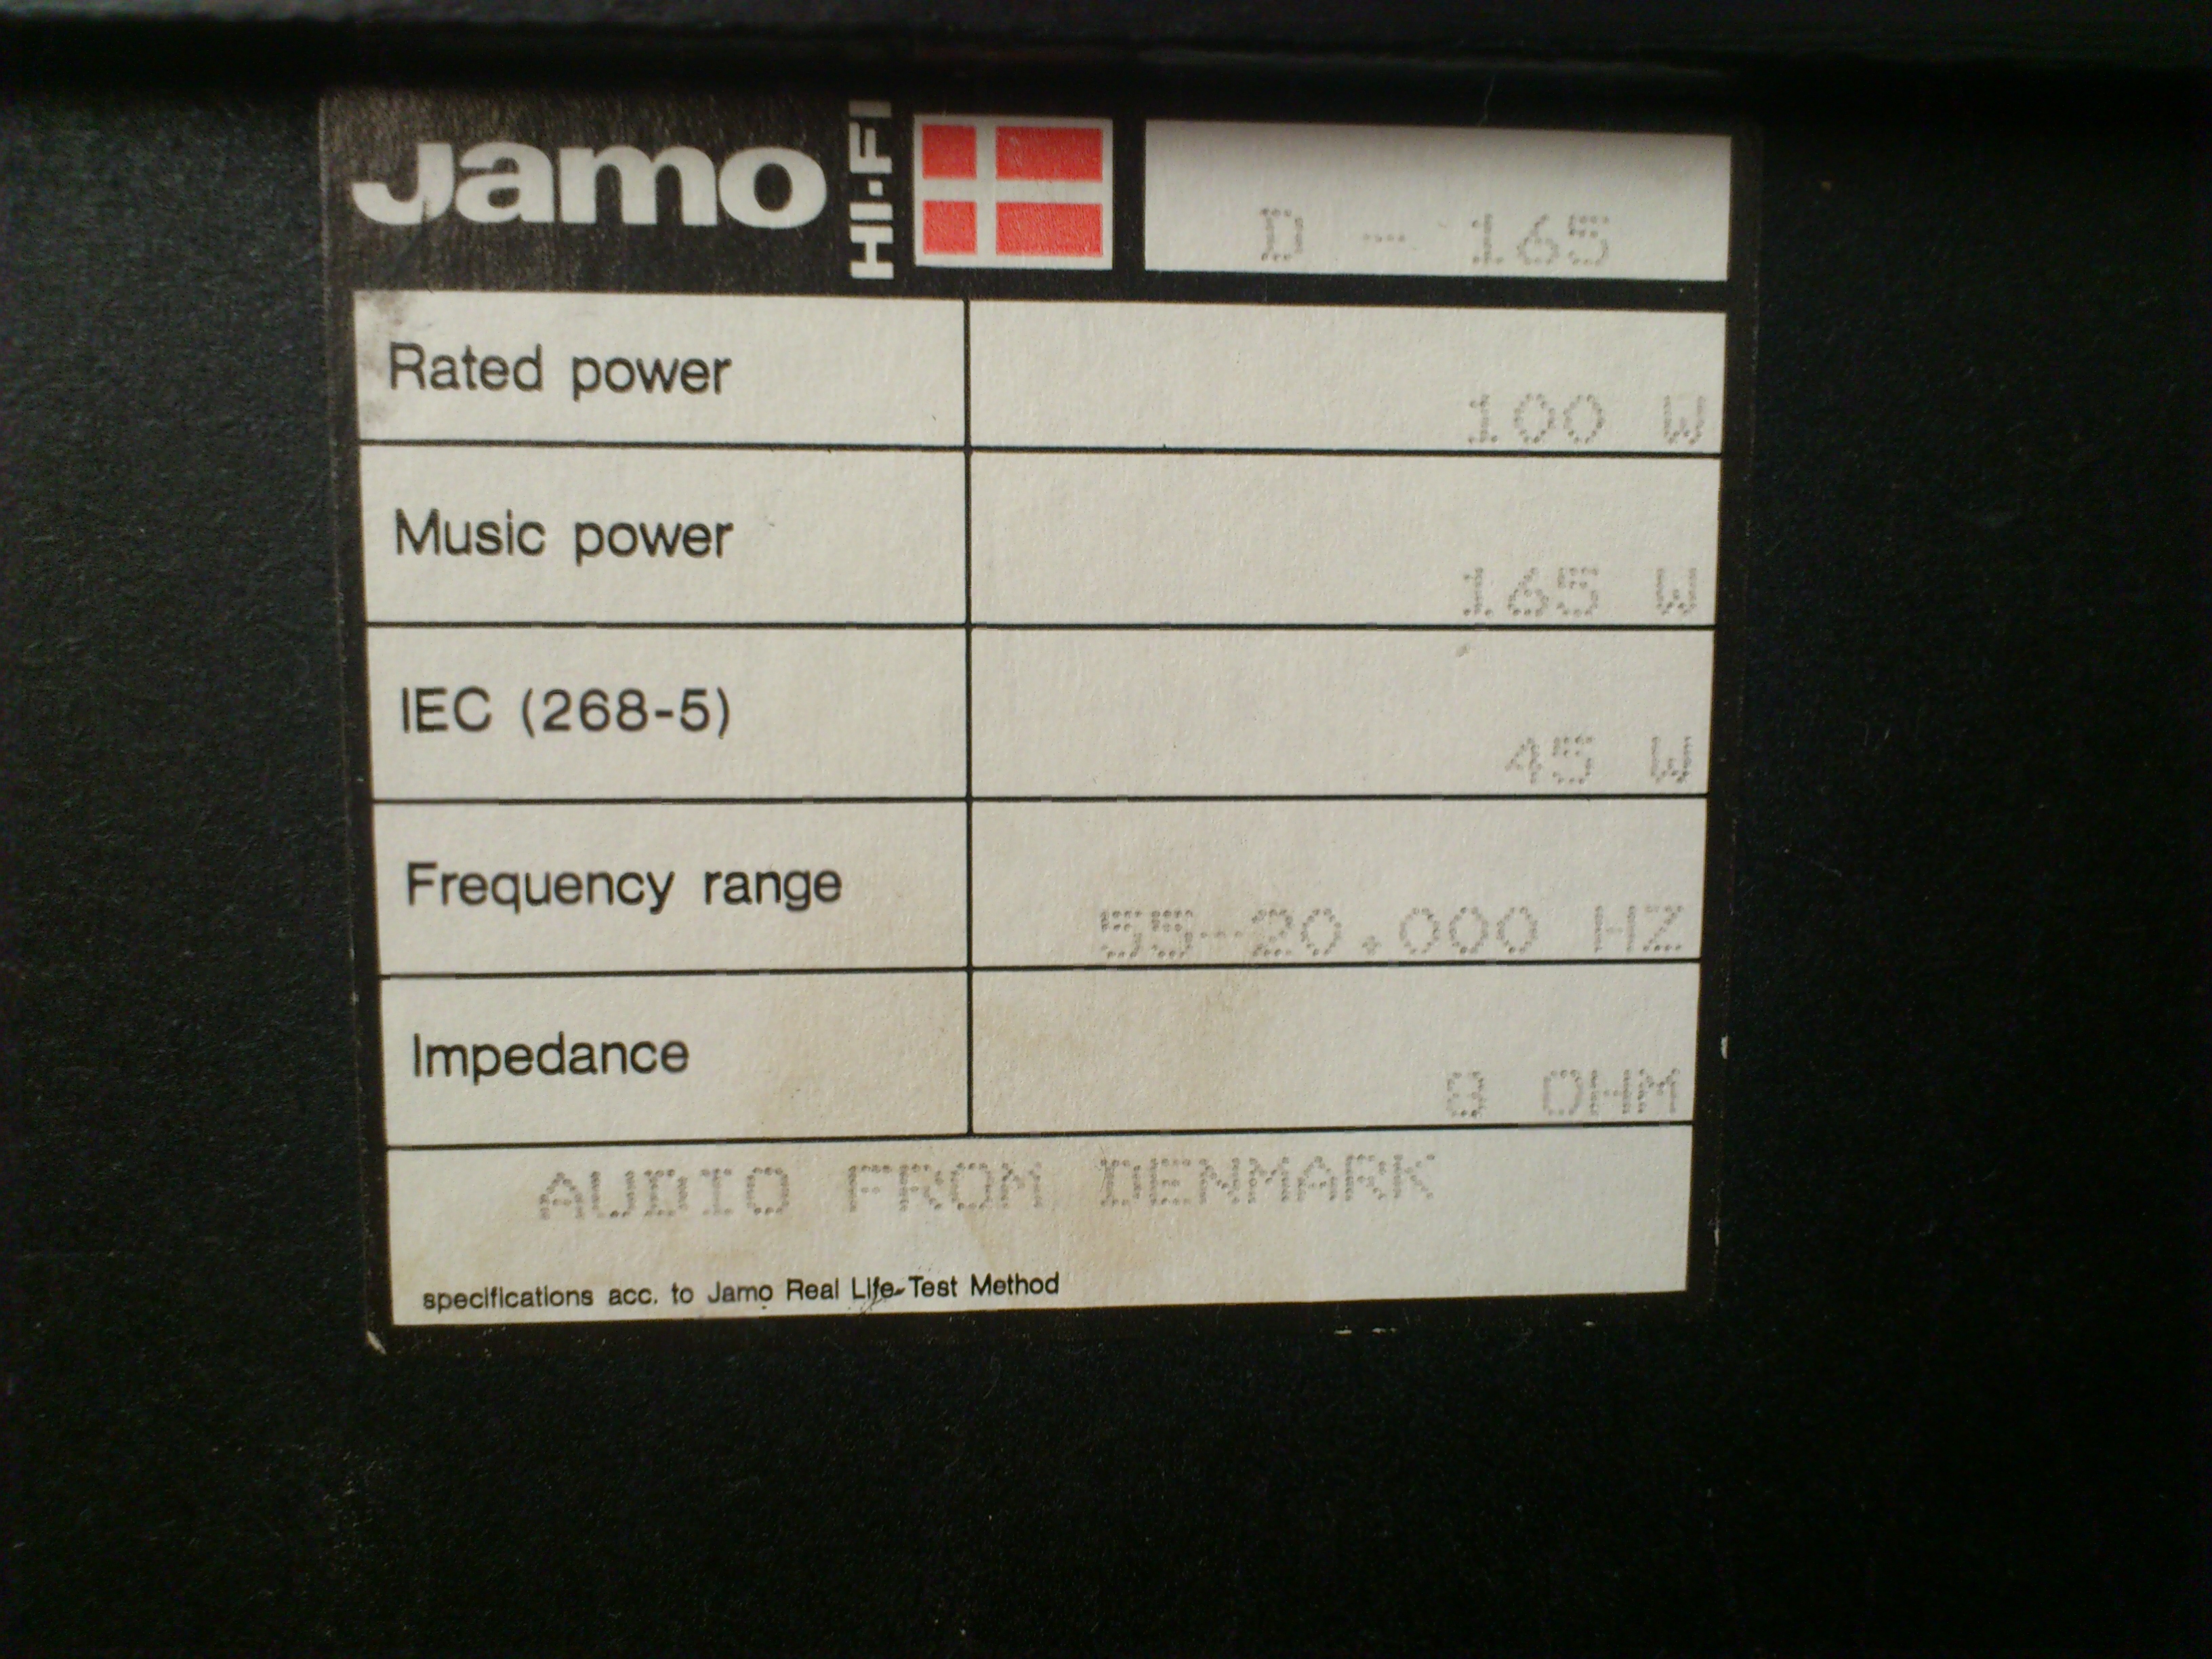 Jamo HI-FI D - 165
Rated power 100 W
Music power 165 W
IEC (268-5) 45 W
Frequency range 55-20.000 HZ
Impedance 8 OHM
AUDIO FROM DENMARK
specifications acc. to Jamo Real Life-Test Method